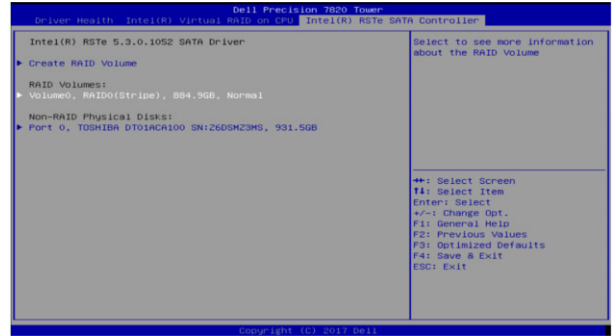 Dell Precision 7820 Tower
Driver Health Intel(R) Virtual RAID on CPU Intel(R) RSTe SATA Controller
Intel(R) RSTe 5.3.0.1052 SATA Driver
Create RAID Volume
RAID Volumes:
Volume0, RAID0(Stripe), 884.9GB, Normal
Non-RAID Physical Disks:
Port 0, TOSHIBA DT01ACA100 SN:Z6DSMZ3MS, 931.5GB
Select to see more information
about the RAID Volume
↔: Select Screen
↑↓: Select Item
Enter: Select
+/-: Change Opt.
F1: General Help
F2: Previous Values
F3: Optimized Defaults
F4: Save & Exit
ESC: Exit
Copyright (C) 2017 Dell